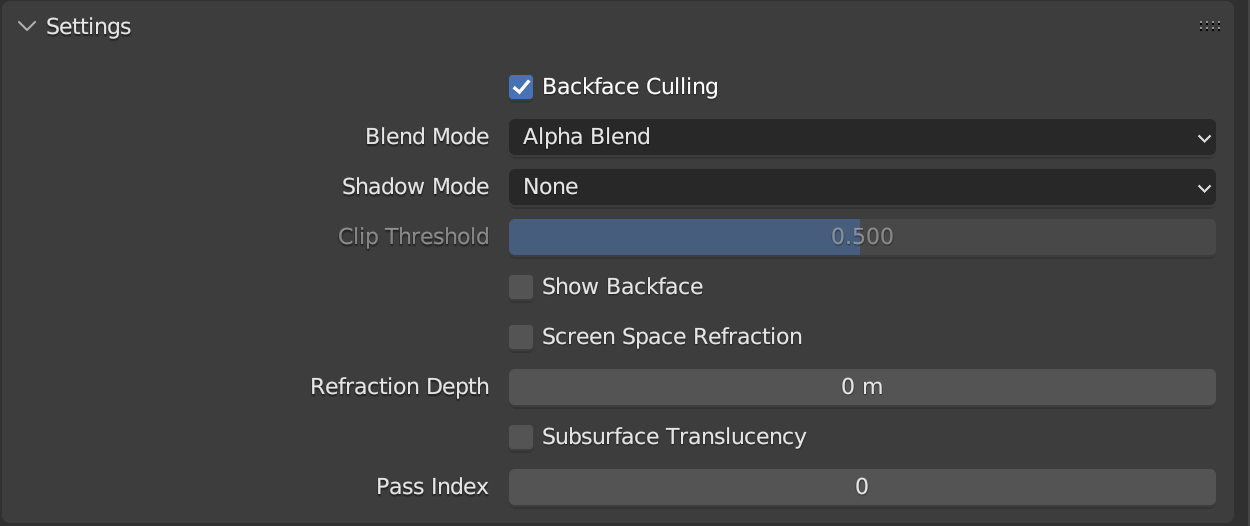 Settings
Backface Culling
Blend Mode Alpha Blend
Shadow Mode None
Clip Threshold 0.500
Show Backface
Screen Space Refraction
Refraction Depth 0 m
Subsurface Translucency
Pass Index 0